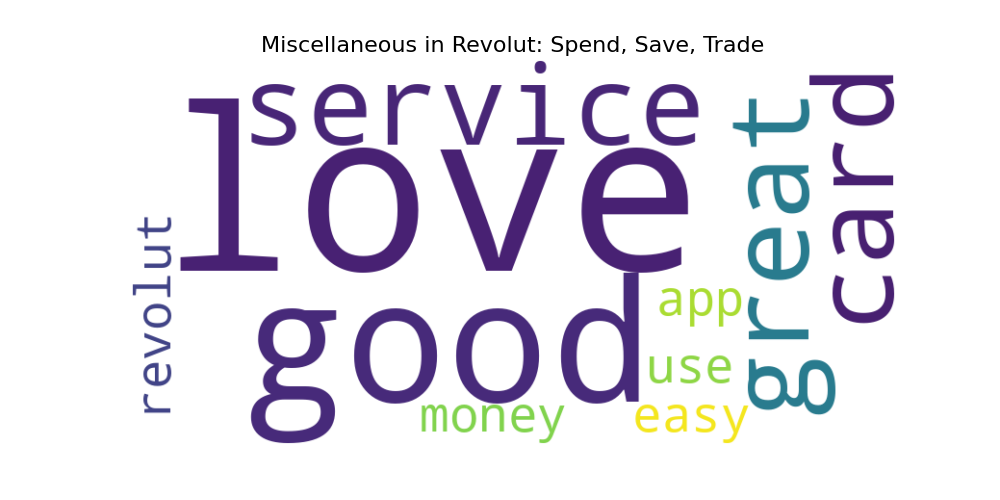 Miscellaneous in Revolut: Spend, Save, Trade
service
love
great
card
revolut
good
app
use
money
easy